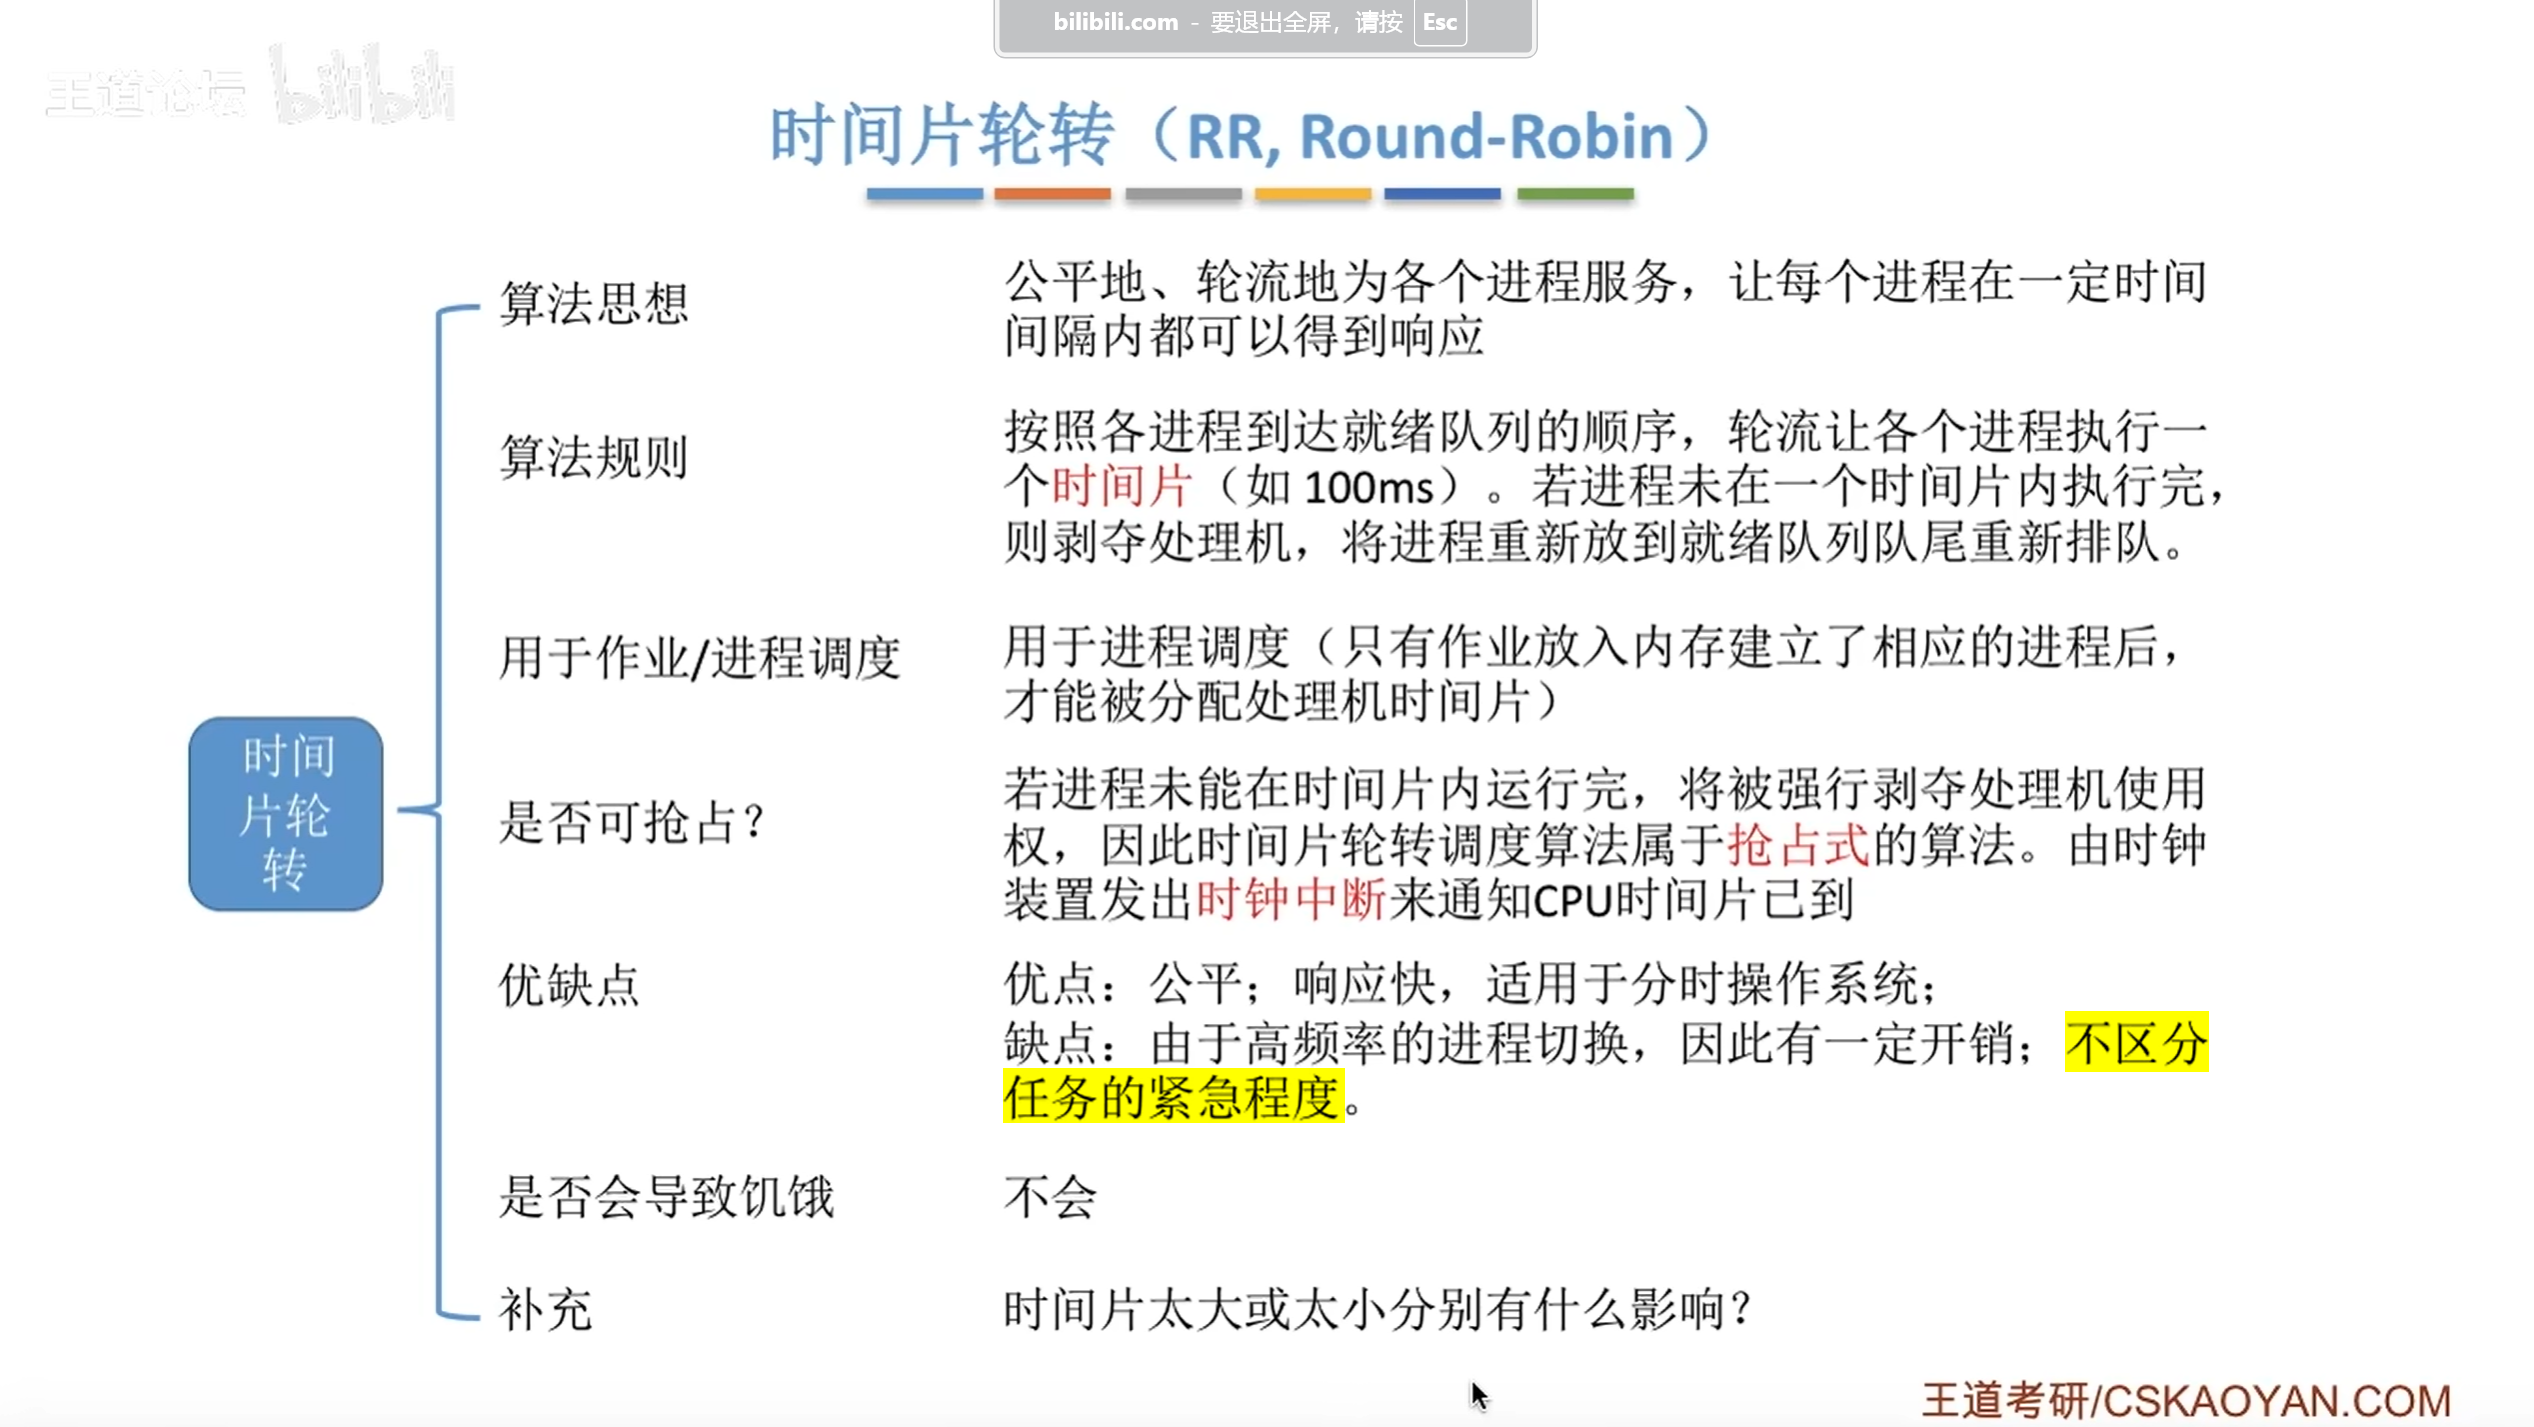 bilibili.com - 要退出全屏，请按 Esc
王道论坛 bilibili
时间片轮转（RR, Round-Robin）
时间
片轮
转
算法思想
公平地、轮流地为各个进程服务，让每个进程在一定时间
间隔内都可以得到响应
算法规则
按照各进程到达就绪队列的顺序，轮流让各个进程执行一
个时间片（如 100ms）。若进程未在一个时间片内执行完，
则剥夺处理机，将进程重新放到就绪队列队尾重新排队。
用于作业/进程调度
用于进程调度（只有作业放入内存建立了相应的进程后，
才能被分配处理机时间片）
是否可抢占？
若进程未能在时间片内运行完，将被强行剥夺处理机使用
权，因此时间片轮转调度算法属于抢占式的算法。由时钟
装置发出时钟中断来通知CPU时间片已到
优缺点
优点：公平；响应快，适用于分时操作系统；
缺点：由于高频率的进程切换，因此有一定开销；不区分
任务的紧急程度。
是否会导致饥饿
不会
补充
时间片太大或太小分别有什么影响？
王道考研/CSKAOYAN.COM